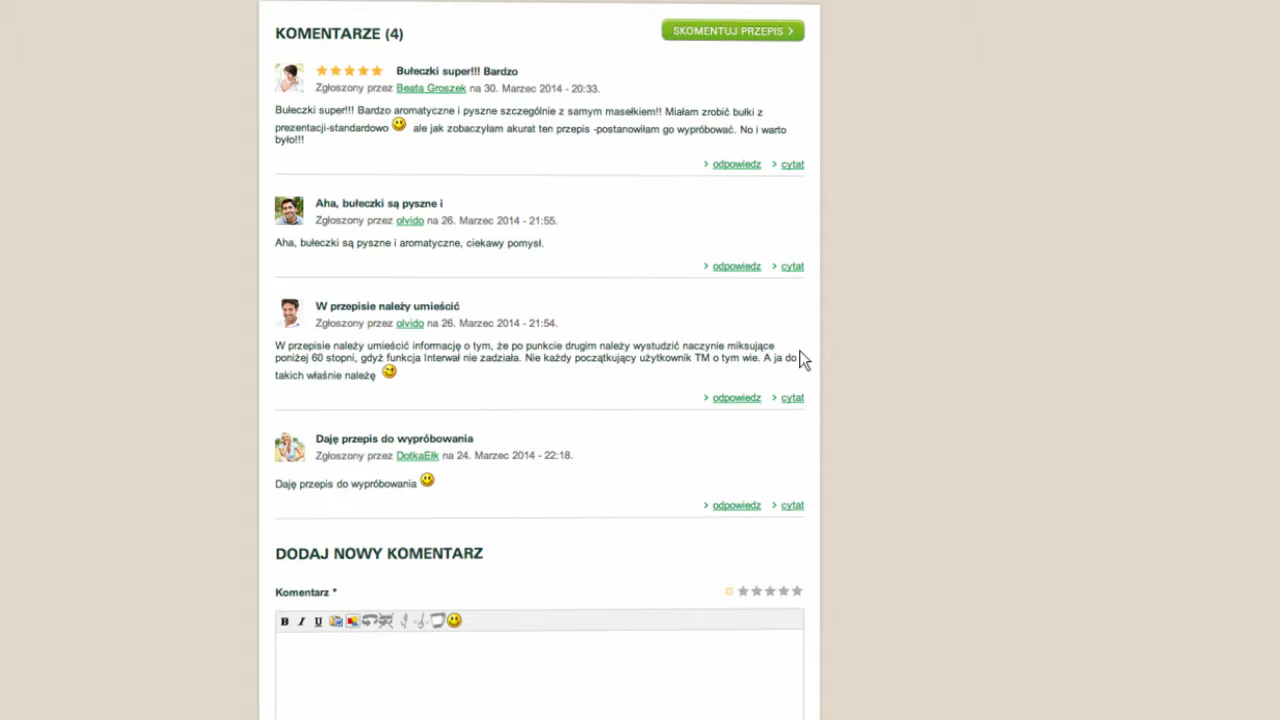 KOMENTARZE (4)
SKOMENTUJ PRZEPIS >
Bułeczki super!!! Bardzo
Zgłoszony przez Beata Groszek na 30. Marzec 2014 - 20:33.
Bułeczki super!!! Bardzo aromatyczne i pyszne szczególnie z samym masełkiem!! Miałam zrobić bułki z
prezentacji-standardowo ale jak zobaczyłam akurat ten przepis -postanowiłam go wypróbować. No i warto
było!!!
> odpowiedz > cytat
Aha, bułeczki są pyszne i
Zgłoszony przez olvido na 26. Marzec 2014 - 21:55.
Aha, bułeczki są pyszne i aromatyczne, ciekawy pomysł.
> odpowiedz > cytat
W przepisie należy umieścić
Zgłoszony przez olvido na 26. Marzec 2014 - 21:54.
W przepisie należy umieścić informację o tym, że po punkcie drugim należy wystudzić naczynie miksujące
poniżej 60 stopni, gdyż funkcja Interwał nie zadziała. Nie każdy początkujący użytkownik TM o tym wie. A ja do
takich właśnie należę
> odpowiedz > cytat
Daję przepis do wypróbowania
Zgłoszony przez DotkaEłk na 24. Marzec 2014 - 22:18.
Daję przepis do wypróbowania
> odpowiedz > cytat
DODAJ NOWY KOMENTARZ
Komentarz *
B I U